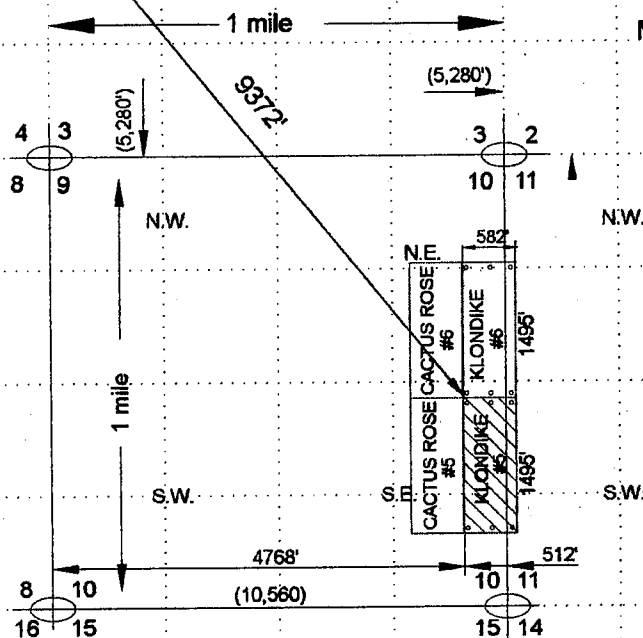 1 mile
N
(5,280')
(5,280')
9372'
4 3
8 9
3 2
10 11
N.W.
N.W.
582'
N.E.
CACTUS ROSE
#6
KLONDIKE
#6
1495'
1 mile
CACTUS ROSE
#5
KLONDIKE
#5
1495'
S.W.
S.E.
S.W.
4768'
512'
8 10
16 15
(10,560)
10 11
15 14